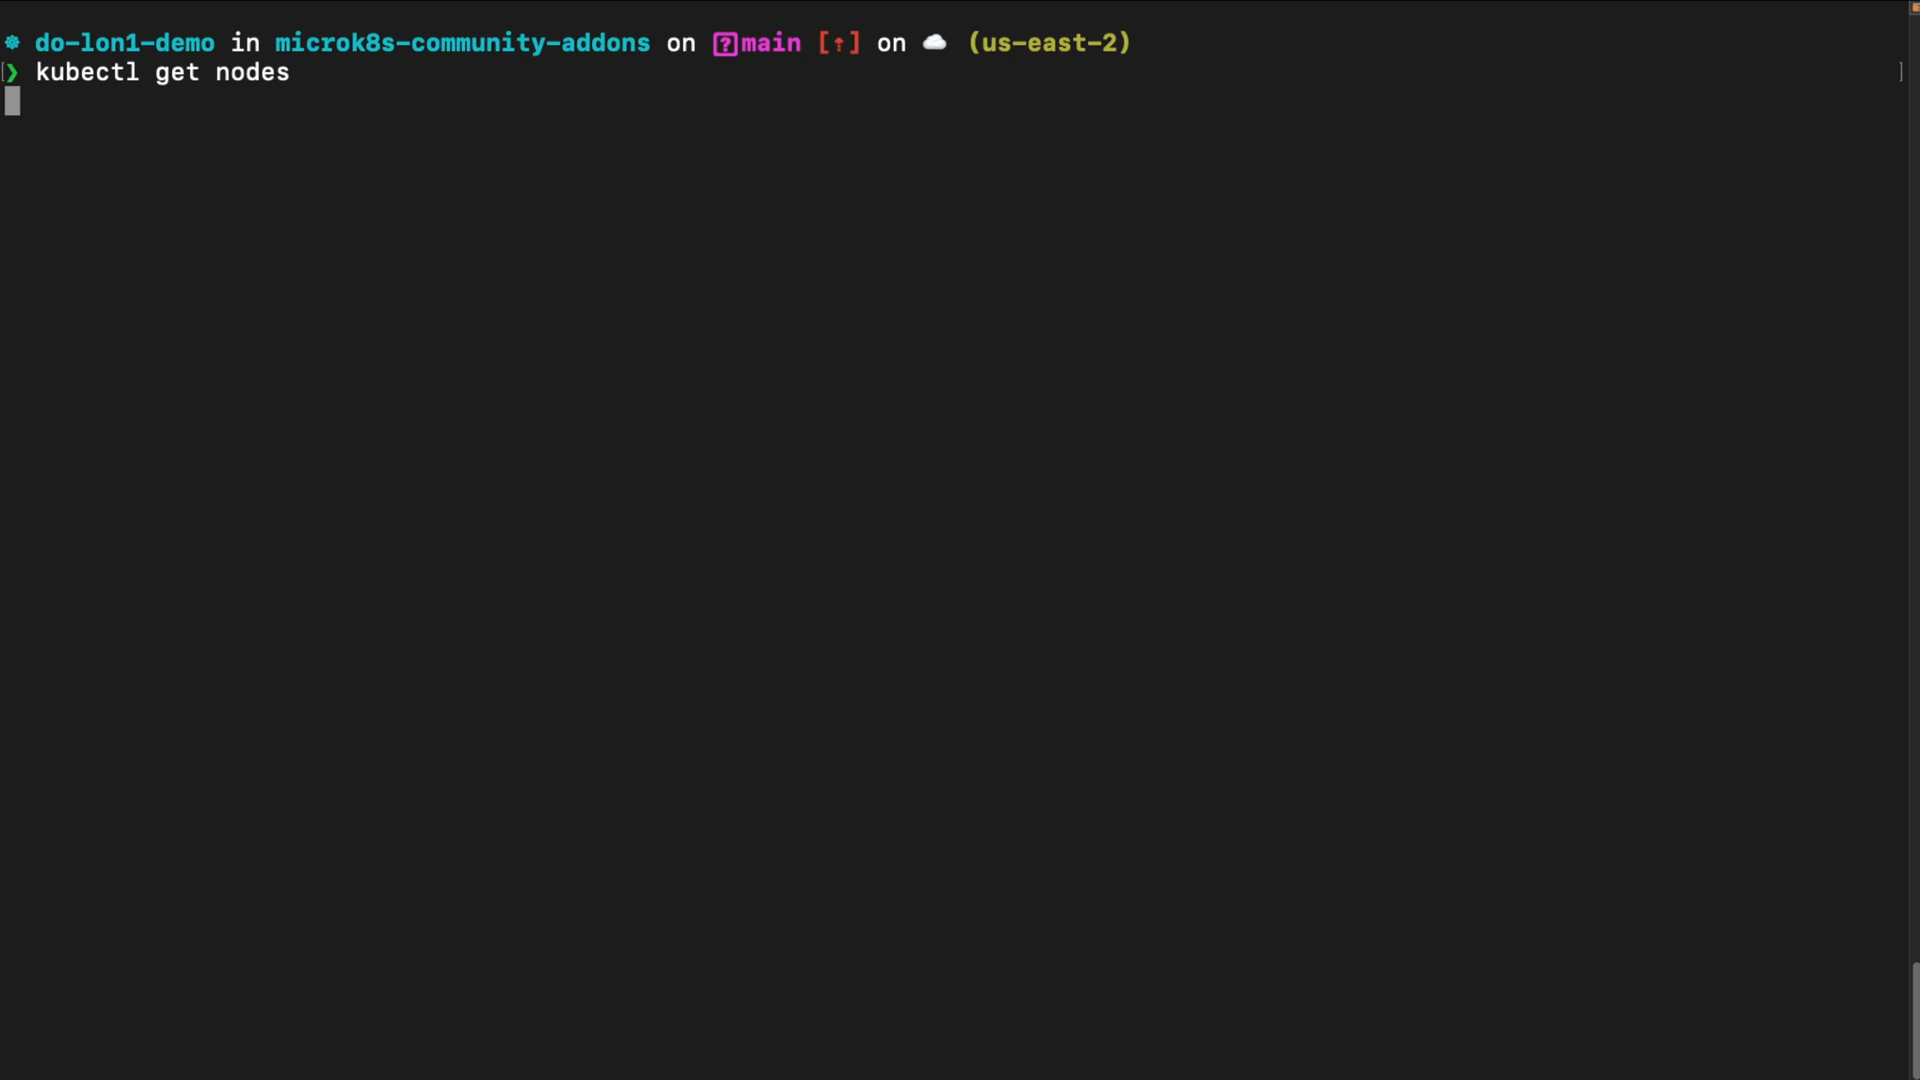 ☸ do-lon1-demo in microk8s-community-addons on [?]main [↑] on ☁️ (us-east-2)
[❯ kubectl get nodes ]